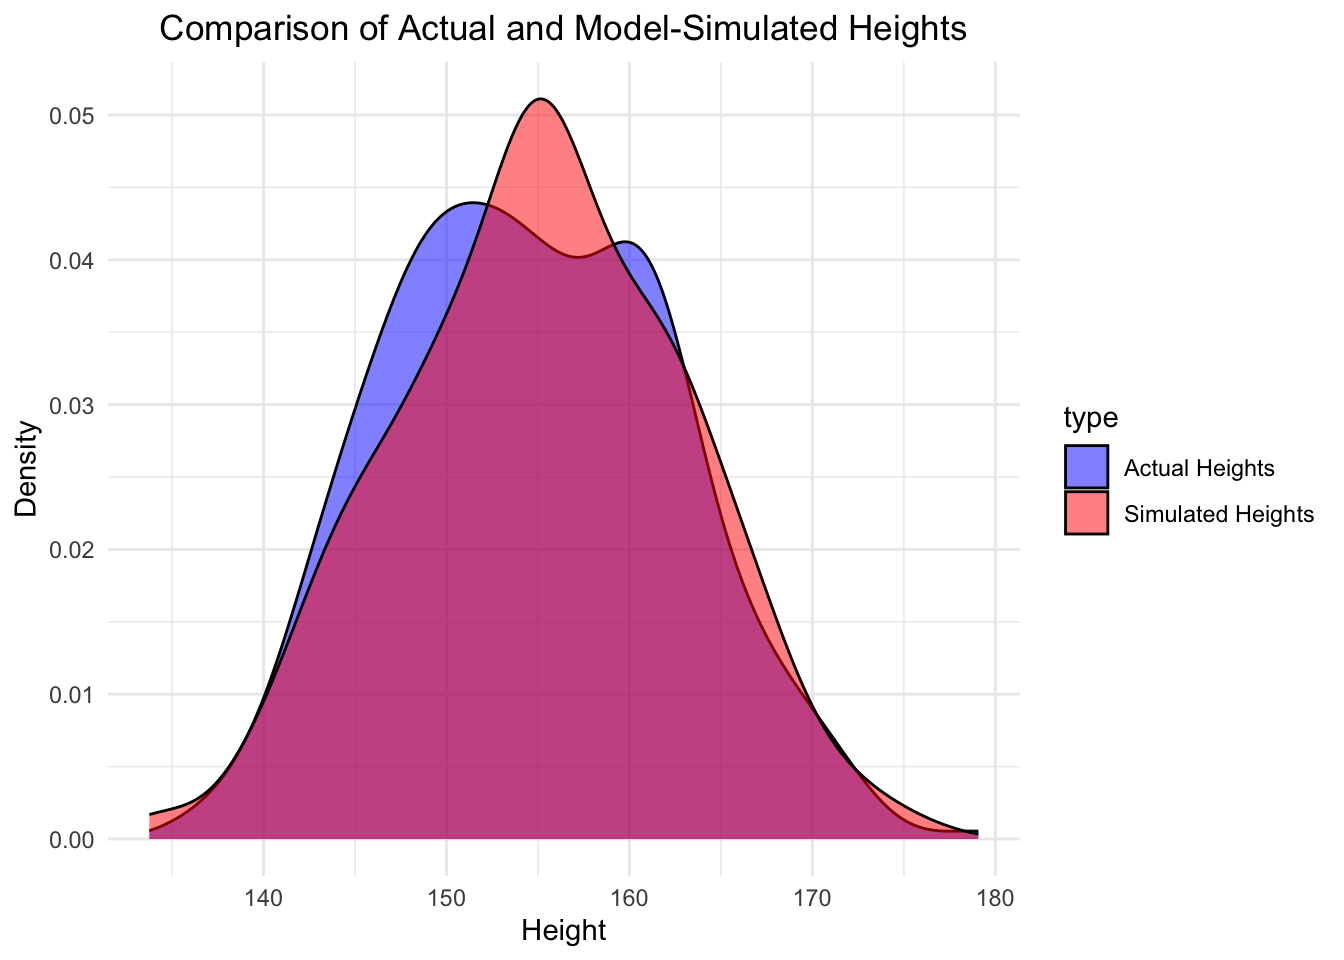 Comparison of Actual and Model-Simulated Heights
0.05
0.04
0.03
0.02
0.01
0.00
Density
140 150 160 170 180
Height
type
Actual Heights
Simulated Heights